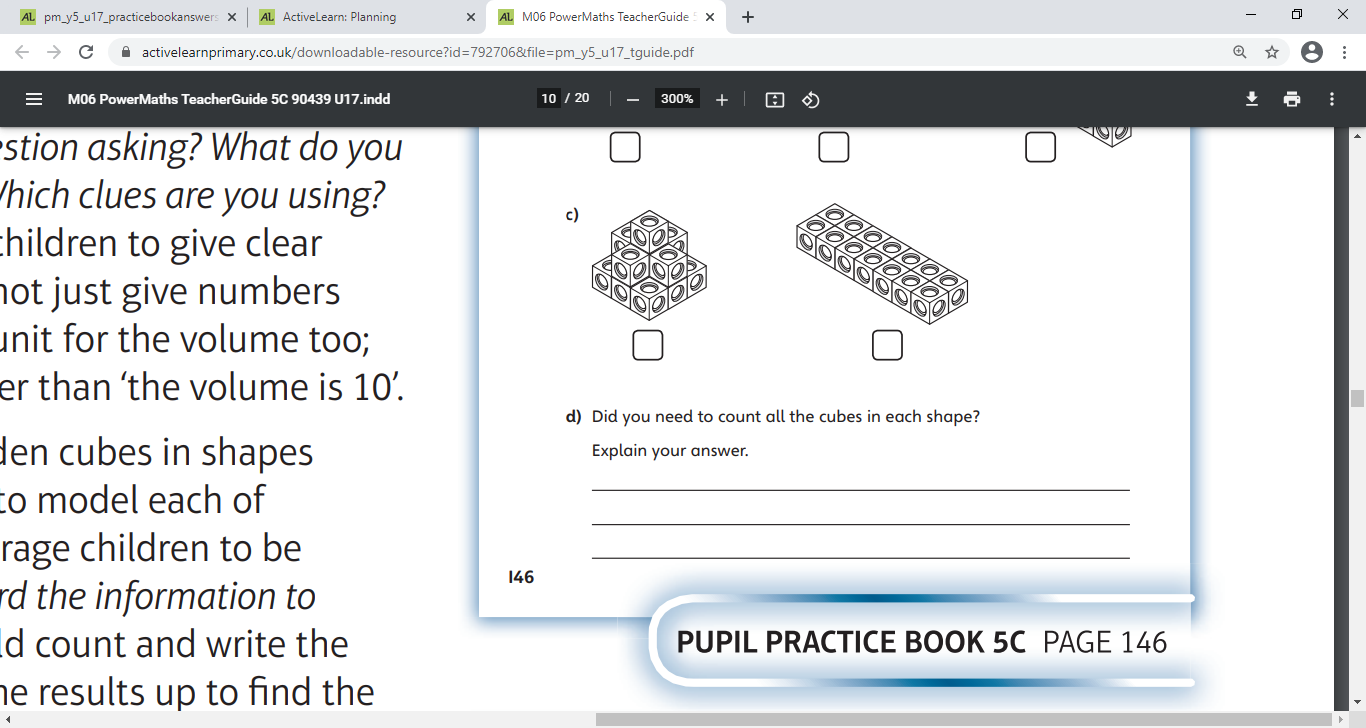 pm_y5_u17_practicebookanswers
ActiveLearn: Planning
M06 PowerMaths TeacherGuide 5
activelearnprimary.co.uk/downloadable-resource?id=792706&file=pm_y5_u17_tguide.pdf
M06 PowerMaths TeacherGuide 5C 90439 U17.indd
10 / 20
300%
estion asking? What do you
Which clues are you using?
children to give clear
not just give numbers
unit for the volume too;
er than ‘the volume is 10’.
den cubes in shapes
to model each of
rage children to be
rd the information to
ld count and write the
ne results up to find the
c)
d) Did you need to count all the cubes in each shape?
Explain your answer.
146
PUPIL PRACTICE BOOK 5C PAGE 146